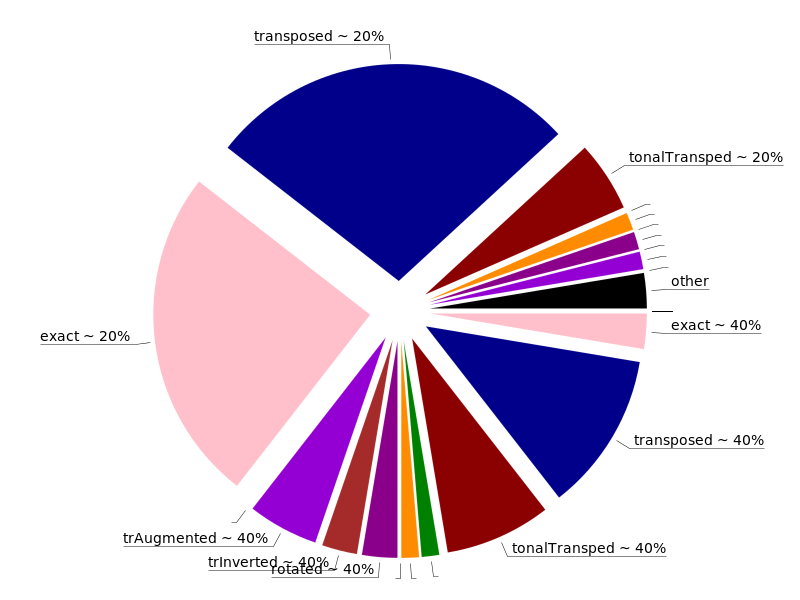 transposed ~ 20%
tonalTransped ~ 20%
other
exact ~ 40%
exact ~ 20%
transposed ~ 40%
trAugmented ~ 40%
tonalTransped ~ 40%
trInverted ~ 40%
rotated ~ 40%